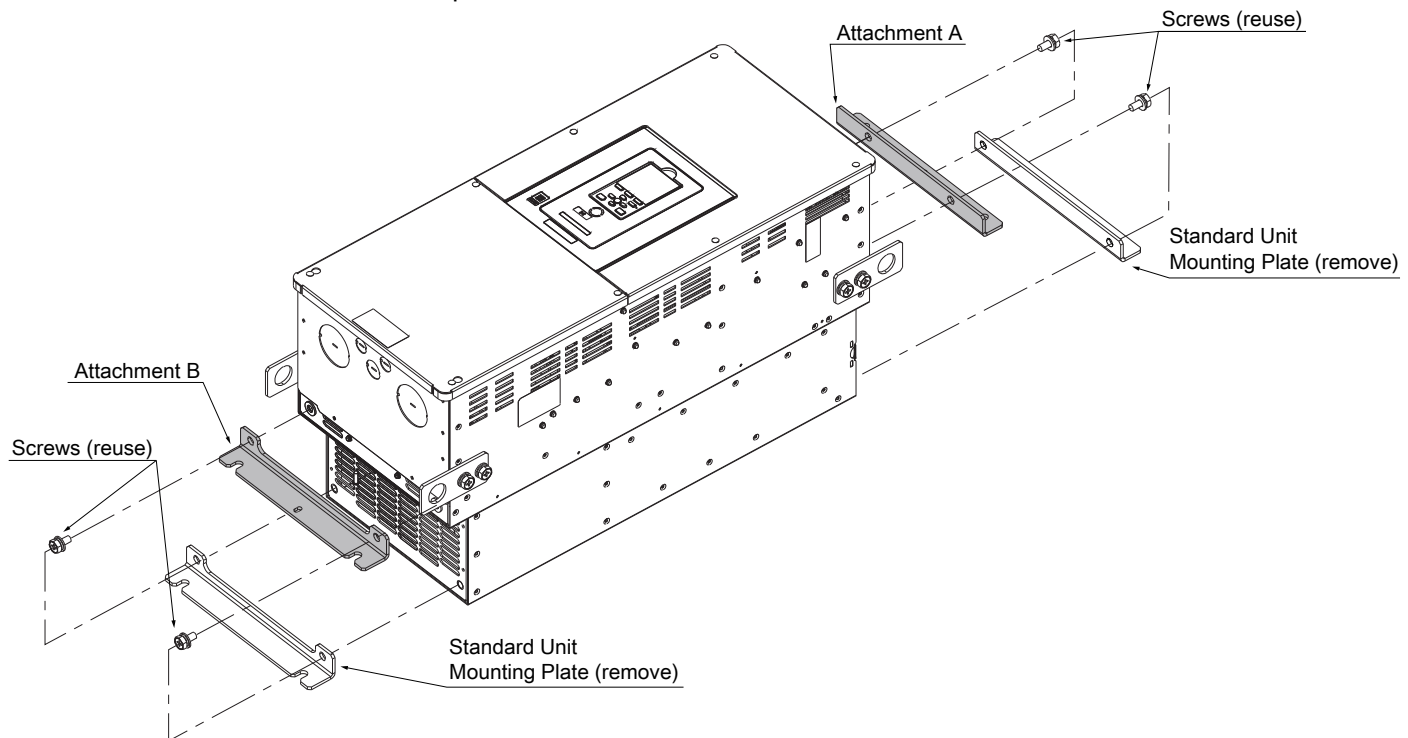 Screws (reuse)
Attachment A
Standard Unit
Mounting Plate (remove)
Attachment B
Screws (reuse)
Standard Unit
Mounting Plate (remove)